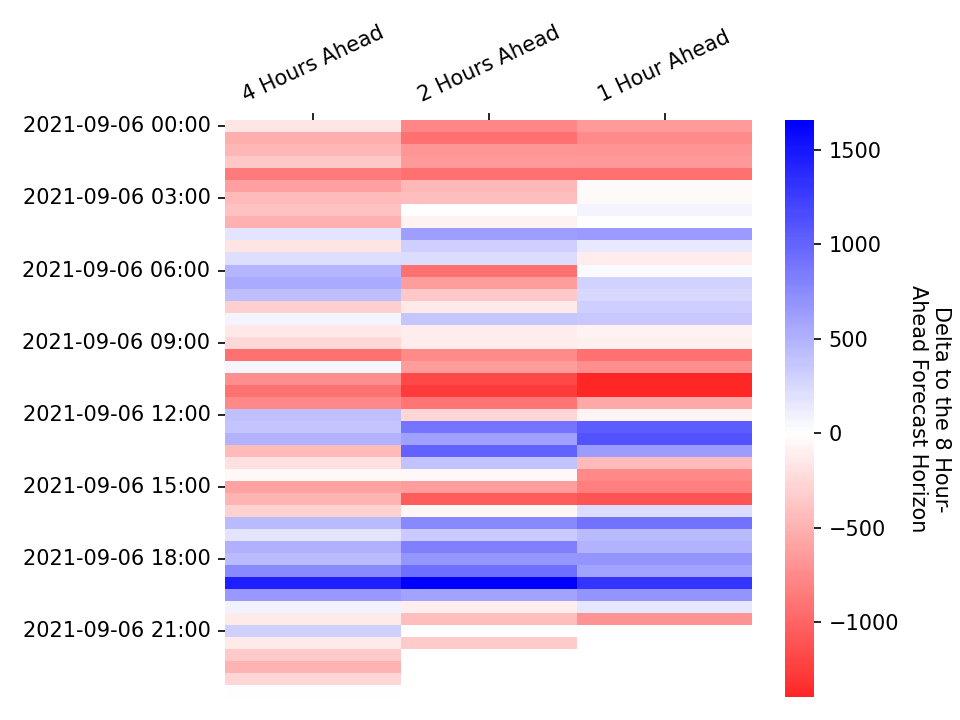 4 Hours Ahead
2 Hours Ahead
1 Hour Ahead
2021-09-06 00:00
2021-09-06 03:00
2021-09-06 06:00
2021-09-06 09:00
2021-09-06 12:00
2021-09-06 15:00
2021-09-06 18:00
2021-09-06 21:00
1500
1000
500
0
−500
−1000
Delta to the 8 Hour-
Ahead Forecast Horizon